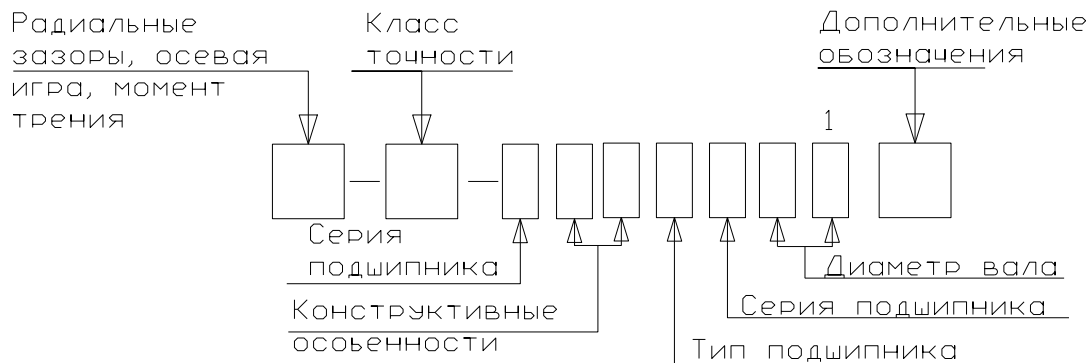 Радиальные
зазоры, осевая
игра, момент
трения
Класс
точности
Дополнительные
обозначения
1
Серия
подшипника
Конструктивные
особенности
Диаметр вала
Серия подшипника
Тип подшипника